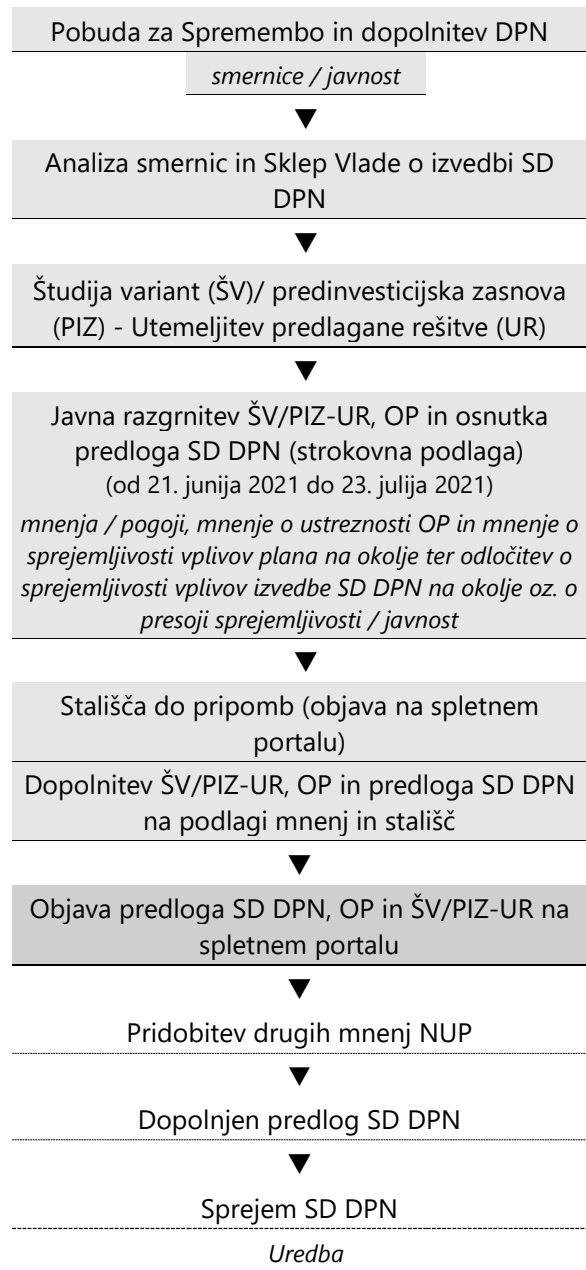 Pobuda za Spremembo in dopolnitev DPN
smernice / javnost
▼
Analiza smernic in Sklep Vlade o izvedbi SD
DPN
▼
Študija variant (ŠV)/ predinvesticijska zasnova
(PIZ) - Utemeljitev predlagane rešitve (UR)
▼
Javna razgrnitev ŠV/PIZ-UR, OP in osnutka
predloga SD DPN (strokovna podlaga)
(od 21. junija 2021 do 23. julija 2021)
mnenja / pogoji, mnenje o ustreznosti OP in mnenje o
sprejemljivosti vplivov plana na okolje ter odločitev o
sprejemljivosti vplivov izvedbe SD DPN na okolje oz. o
presoji sprejemljivosti / javnost
▼
Stališča do pripomb (objava na spletnem
portalu)
Dopolnitev ŠV/PIZ-UR, OP in predloga SD DPN
na podlagi mnenj in stališč
▼
Objava predloga SD DPN, OP in ŠV/PIZ-UR na
spletnem portalu
▼
Pridobitev drugih mnenj NUP
▼
Dopolnjen predlog SD DPN
▼
Sprejem SD DPN
Uredba